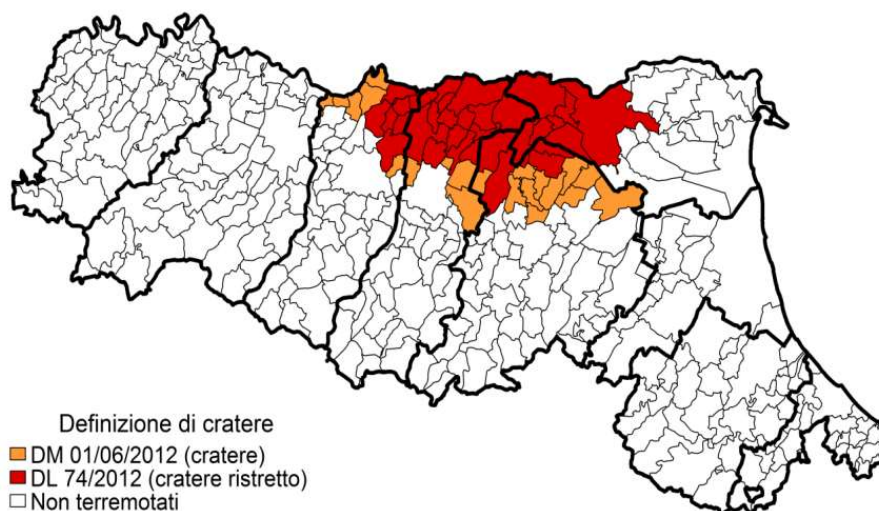 Definizione di cratere
DM 01/06/2012 (cratere)
DL 74/2012 (cratere ristretto)
Non terremotati